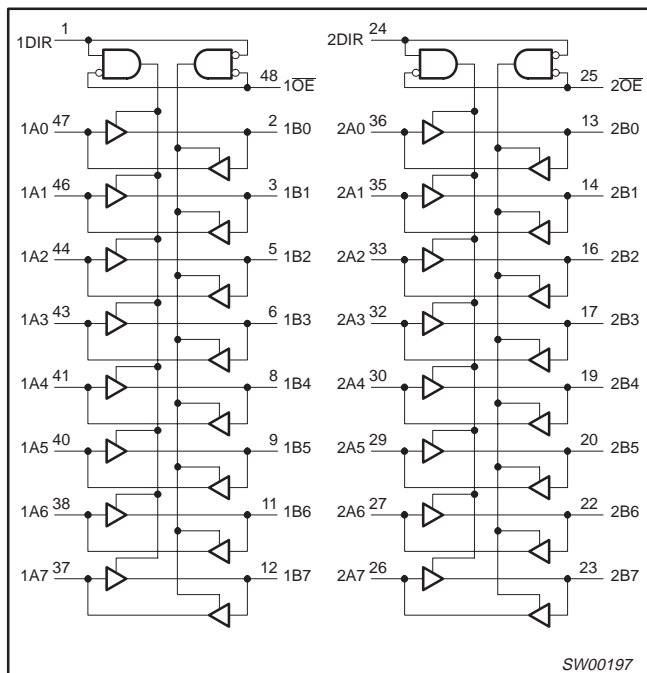 1 24
1DIR 2DIR
48 1OE 25 2OE
1A0 47 2 1B0 2A0 36 13 2B0
1A1 46 3 1B1 2A1 35 14 2B1
1A2 44 5 1B2 2A2 33 16 2B2
1A3 43 6 1B3 2A3 32 17 2B3
1A4 41 8 1B4 2A4 30 19 2B4
1A5 40 9 1B5 2A5 29 20 2B5
1A6 38 11 1B6 2A6 27 22 2B6
1A7 37 12 1B7 2A7 26 23 2B7
SW00197